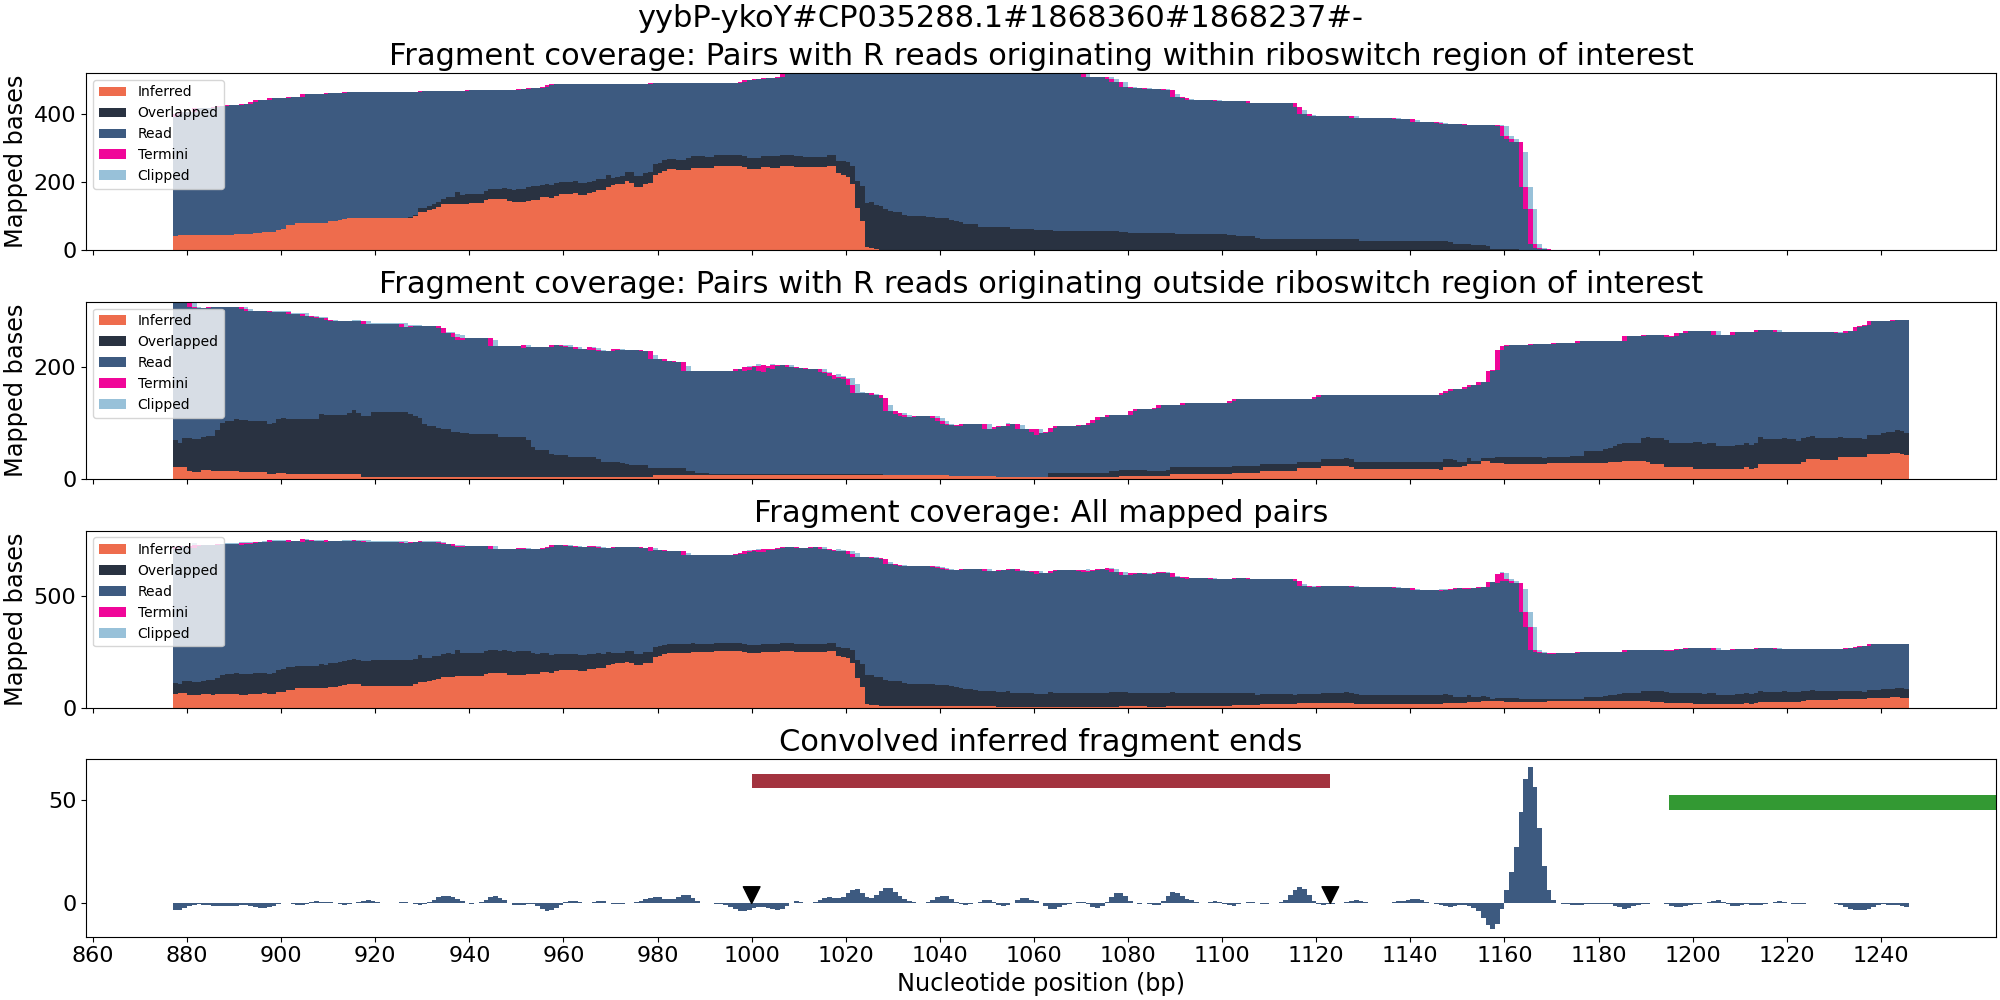 yybP-ykoY#CP035288.1#1868360#1868237#-
Fragment coverage: Pairs with R reads originating within riboswitch region of interest
Mapped bases
400
200
0
Inferred
Overlapped
Read
Termini
Clipped
Fragment coverage: Pairs with R reads originating outside riboswitch region of interest
Mapped bases
200
0
Inferred
Overlapped
Read
Termini
Clipped
Fragment coverage: All mapped pairs
Mapped bases
500
0
Inferred
Overlapped
Read
Termini
Clipped
Convolved inferred fragment ends
50
0
860 880 900 920 940 960 980 1000 1020 1040 1060 1080 1100 1120 1140 1160 1180 1200 1220 1240
Nucleotide position (bp)